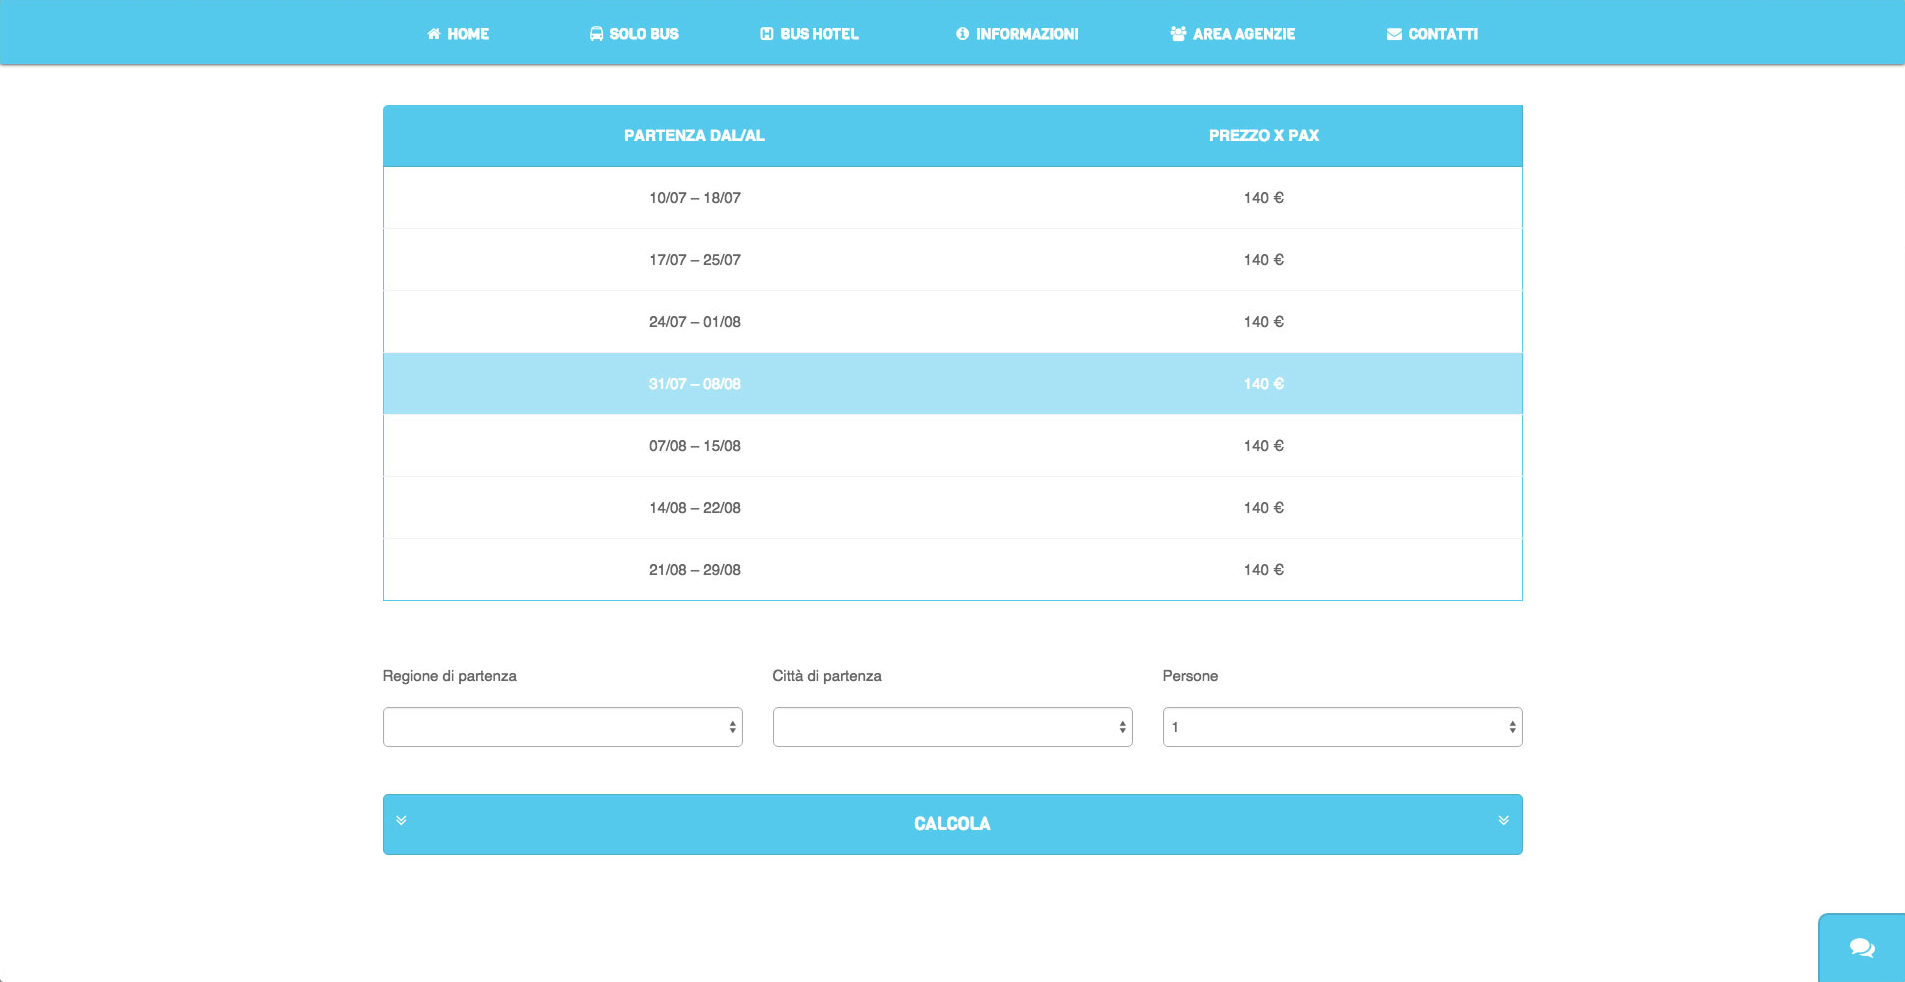 HOME SOLO BUS BUS HOTEL INFORMAZIONI AREA AGENZIE CONTATTI
PARTENZA DAL/AL PREZZO X PAX
10/07 – 18/07 140 €
17/07 – 25/07 140 €
24/07 – 01/08 140 €
31/07 – 08/08 140 €
07/08 – 15/08 140 €
14/08 – 22/08 140 €
21/08 – 29/08 140 €
Regione di partenza Città di partenza Persone
1
CALCOLA